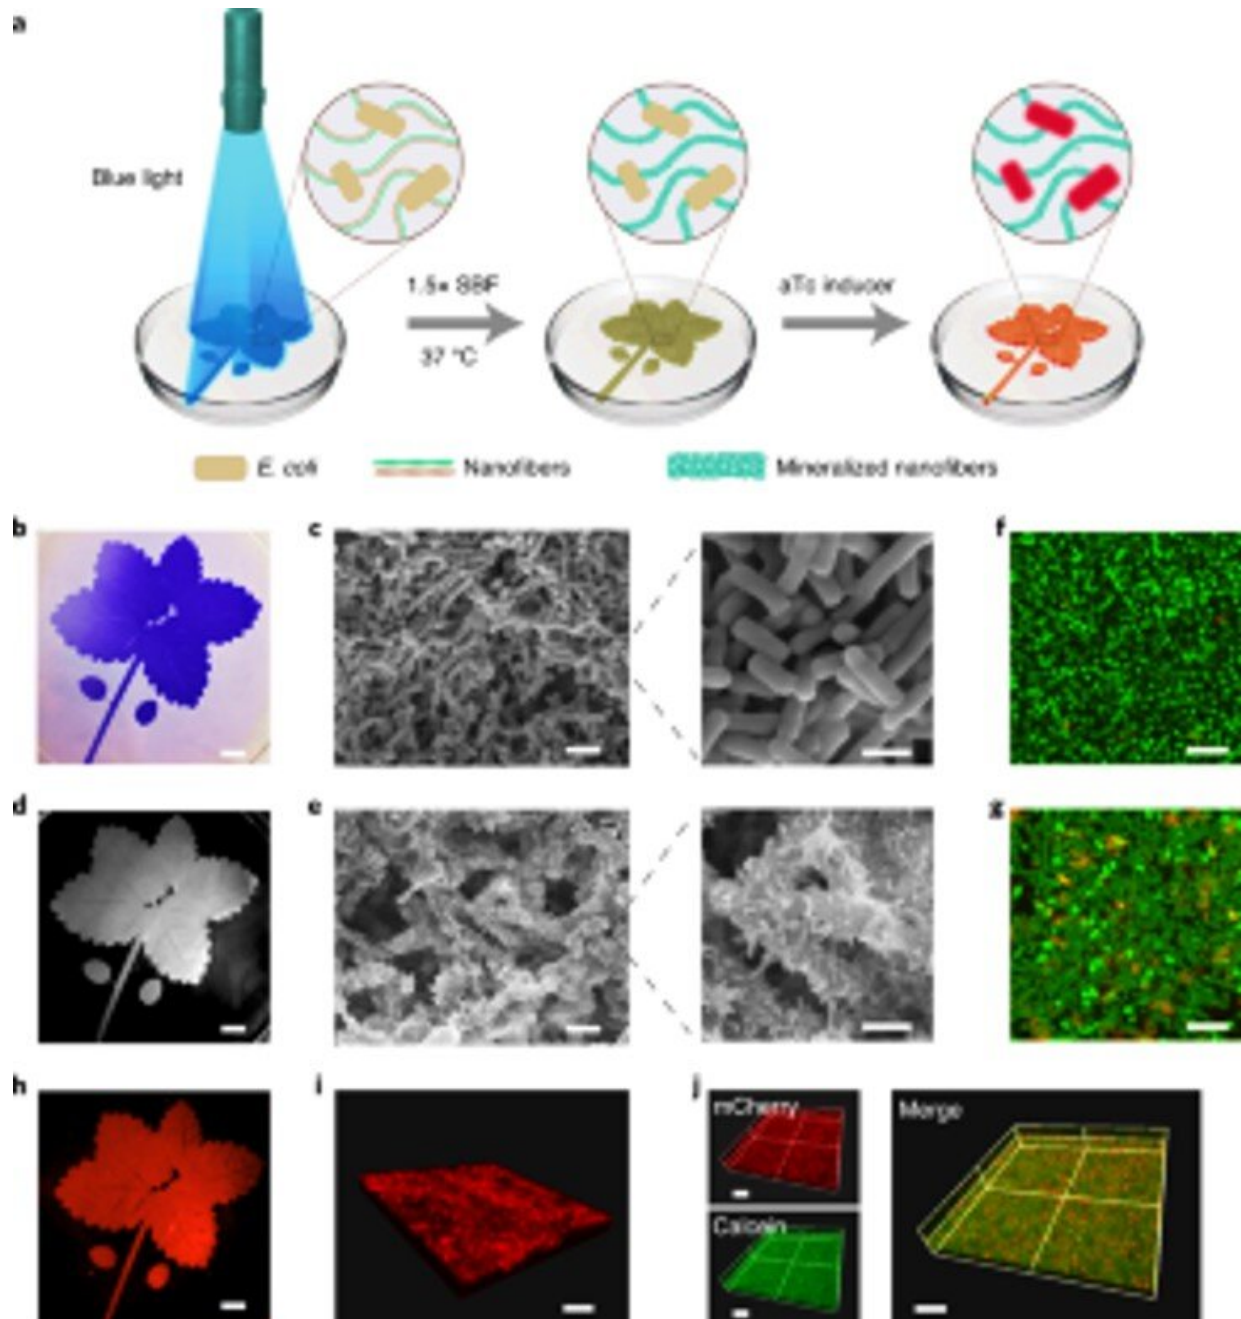 a
Blue light
1.5× SBF
37 °C
aTc inducer
E. coli
Nanofibers
Mineralized nanofibers
b
c
f
d
e
g
h
i
j
mCherry
Merge
Calcein